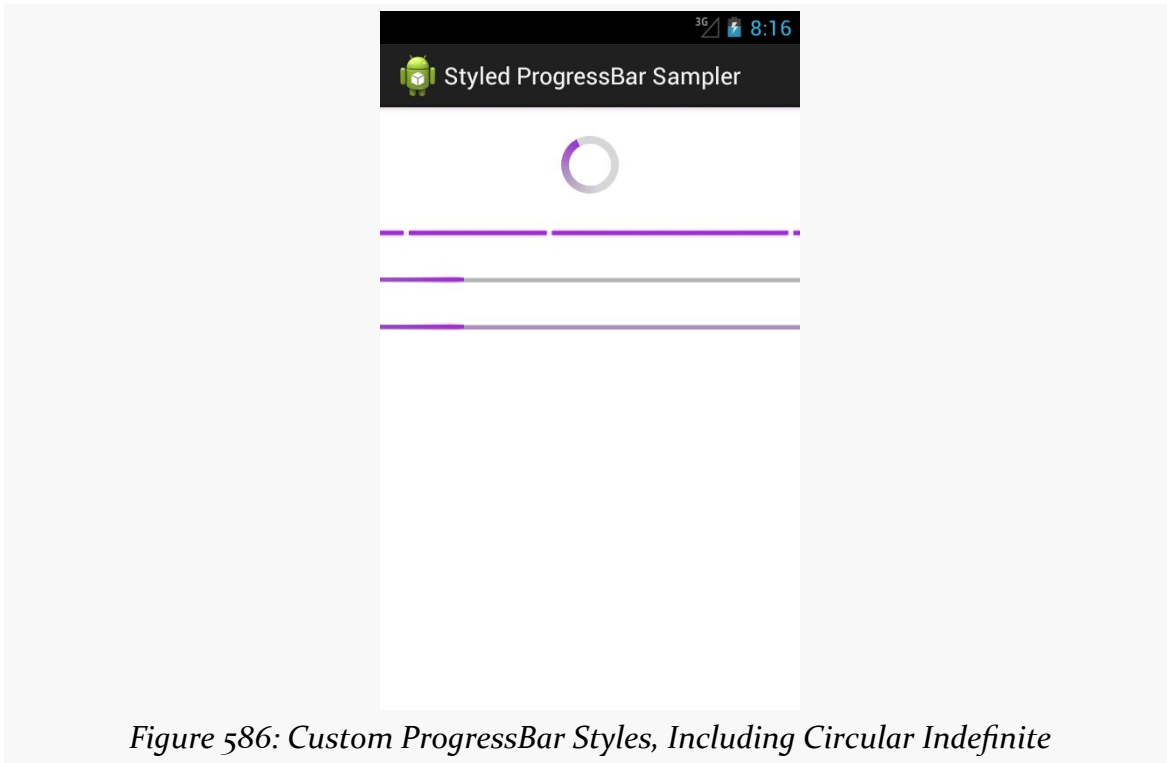 3G 8:16
Styled ProgressBar Sampler
Figure 586: Custom ProgressBar Styles, Including Circular Indefinite